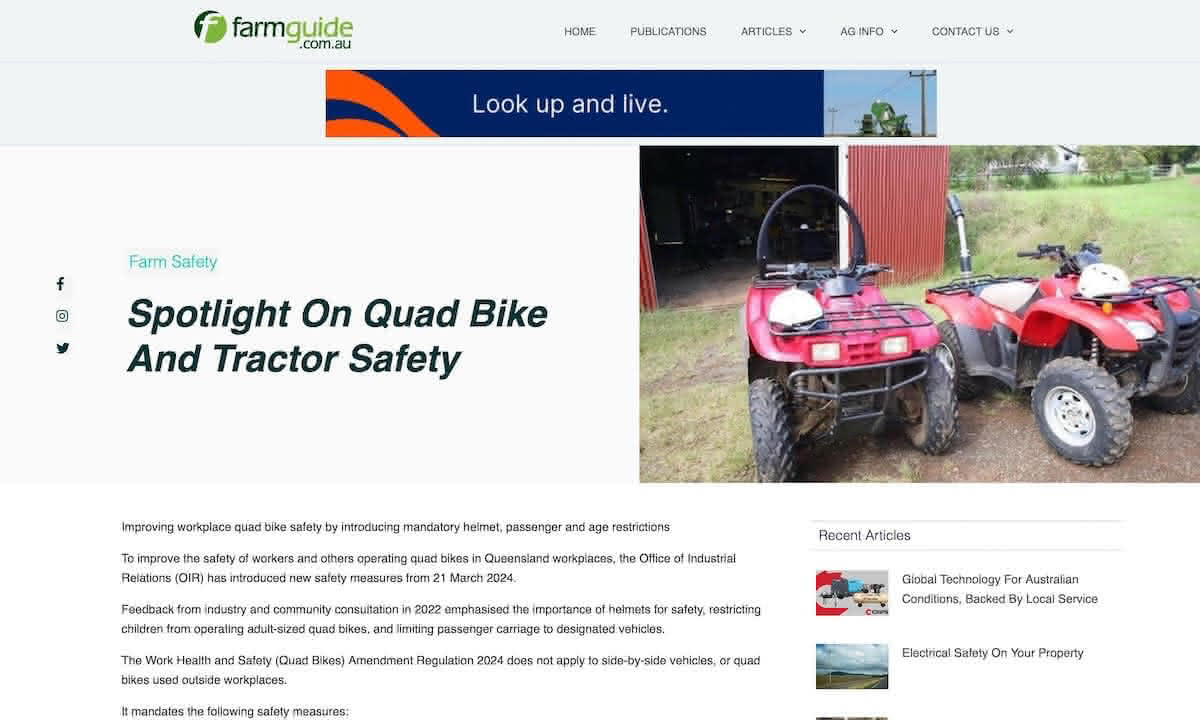 farmguide
.com.au
HOME
PUBLICATIONS
ARTICLES
AG INFO
CONTACT US
Look up and live.
Farm Safety
Spotlight On Quad Bike
And Tractor Safety
Improving workplace quad bike safety by introducing mandatory helmet, passenger and age restrictions
To improve the safety of workers and others operating quad bikes in Queensland workplaces, the Office of Industrial
Relations (OIR) has introduced new safety measures from 21 March 2024.
Feedback from industry and community consultation in 2022 emphasised the importance of helmets for safety, restricting
children from operating adult-sized quad bikes, and limiting passenger carriage to designated vehicles.
The Work Health and Safety (Quad Bikes) Amendment Regulation 2024 does not apply to side-by-side vehicles, or quad
bikes used outside workplaces.
It mandates the following safety measures:
Recent Articles
Global Technology For Australian
Conditions, Backed By Local Service
Electrical Safety On Your Property